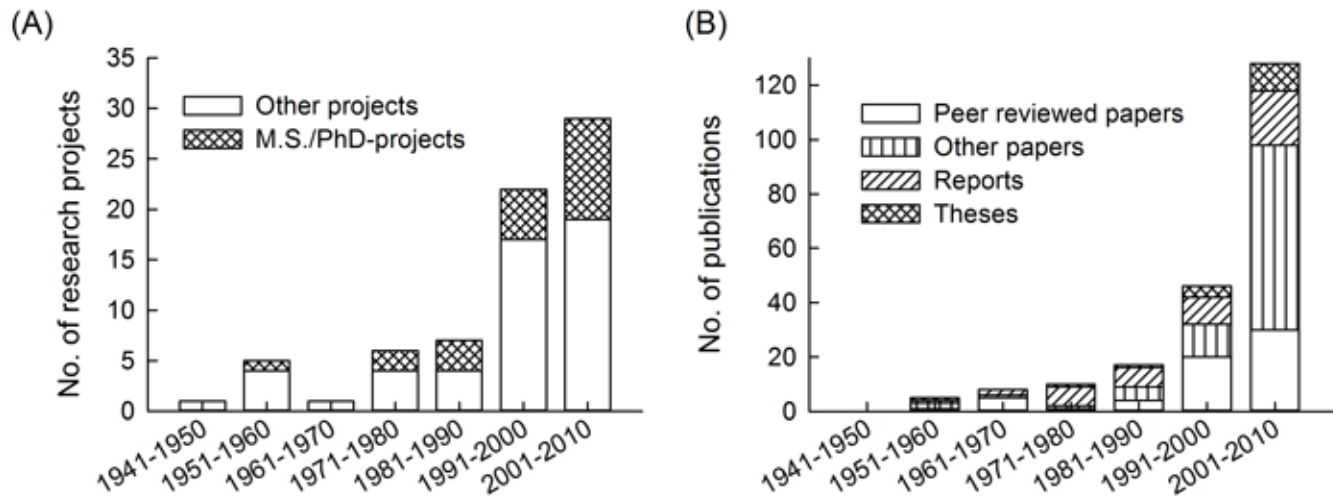 (A)
35
30
25
20
15
10
5
0
No. of research projects
Other projects
M.S./PhD-projects
1941-1950
1951-1960
1961-1970
1971-1980
1981-1990
1991-2000
2001-2010
(B)
120
100
80
60
40
20
0
No. of publications
Peer reviewed papers
Other papers
Reports
Theses
1941-1950
1951-1960
1961-1970
1971-1980
1981-1990
1991-2000
2001-2010